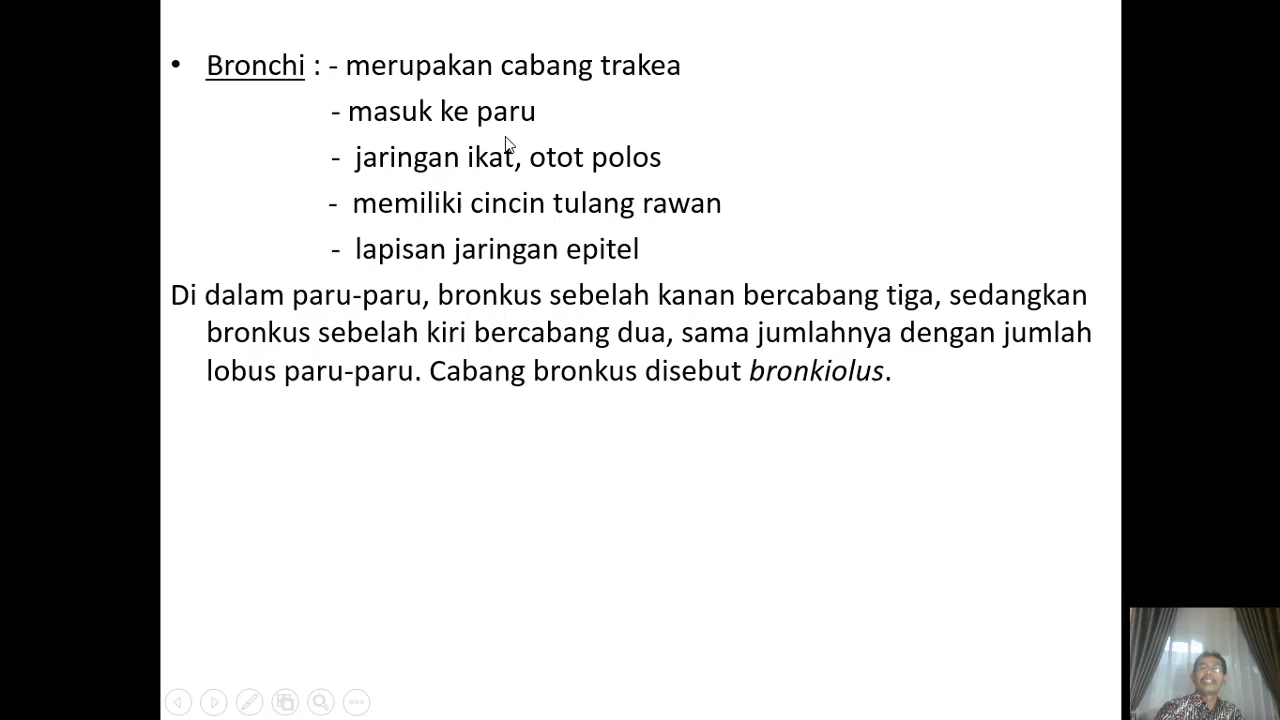 • Bronchi : - merupakan cabang trakea
- masuk ke paru
- jaringan ikat, otot polos
- memiliki cincin tulang rawan
- lapisan jaringan epitel
Di dalam paru-paru, bronkus sebelah kanan bercabang tiga, sedangkan
bronkus sebelah kiri bercabang dua, sama jumlahnya dengan jumlah
lobus paru-paru. Cabang bronkus disebut bronkiolus.